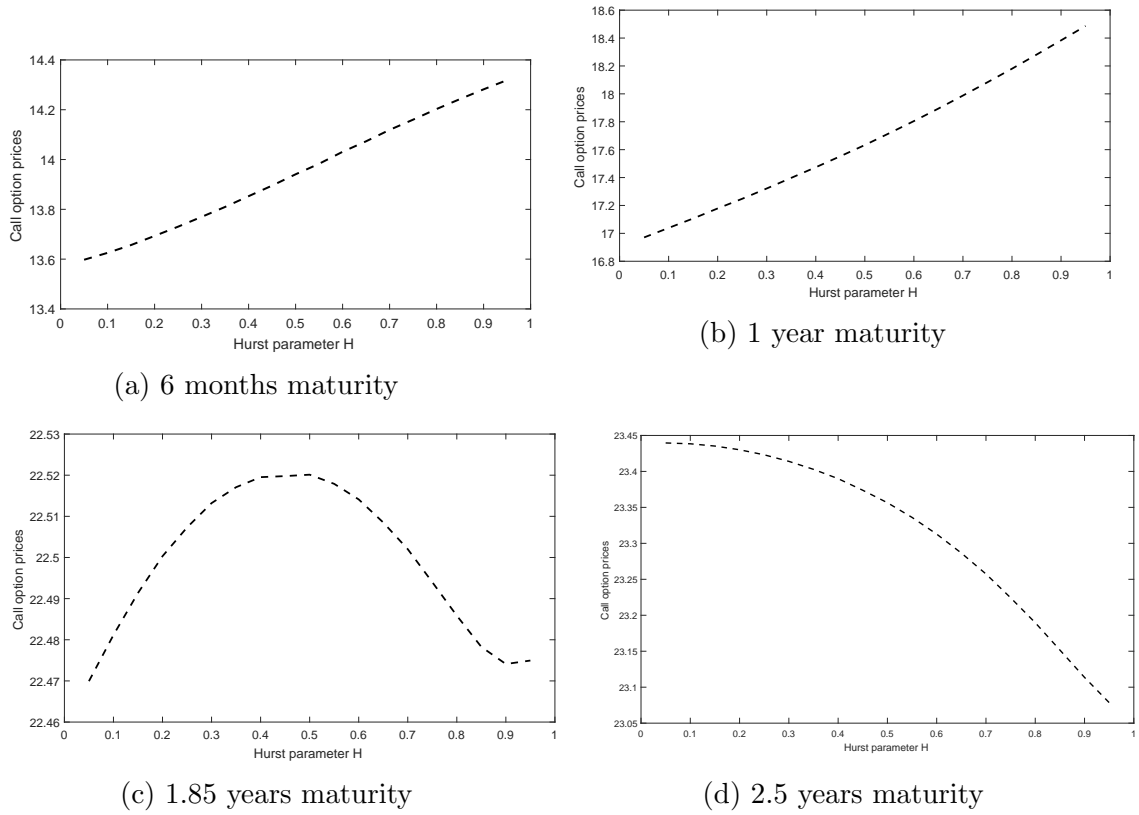 14.4
14.2
14
13.8
13.6
13.4
Call option prices
0 0.1 0.2 0.3 0.4 0.5 0.6 0.7 0.8 0.9 1
Hurst parameter H
(a) 6 months maturity
18.6
18.4
18.2
18
17.8
17.6
17.4
17.2
17
16.8
Call option prices
0 0.1 0.2 0.3 0.4 0.5 0.6 0.7 0.8 0.9 1
Hurst parameter H
(b) 1 year maturity
22.53
22.52
22.51
22.5
22.49
22.48
22.47
22.46
Call option prices
0 0.1 0.2 0.3 0.4 0.5 0.6 0.7 0.8 0.9 1
Hurst parameter H
(c) 1.85 years maturity
23.45
23.4
23.35
23.3
23.25
23.2
23.15
23.1
23.05
Call option prices
0 0.1 0.2 0.3 0.4 0.5 0.6 0.7 0.8 0.9 1
Hurst parameter H
(d) 2.5 years maturity